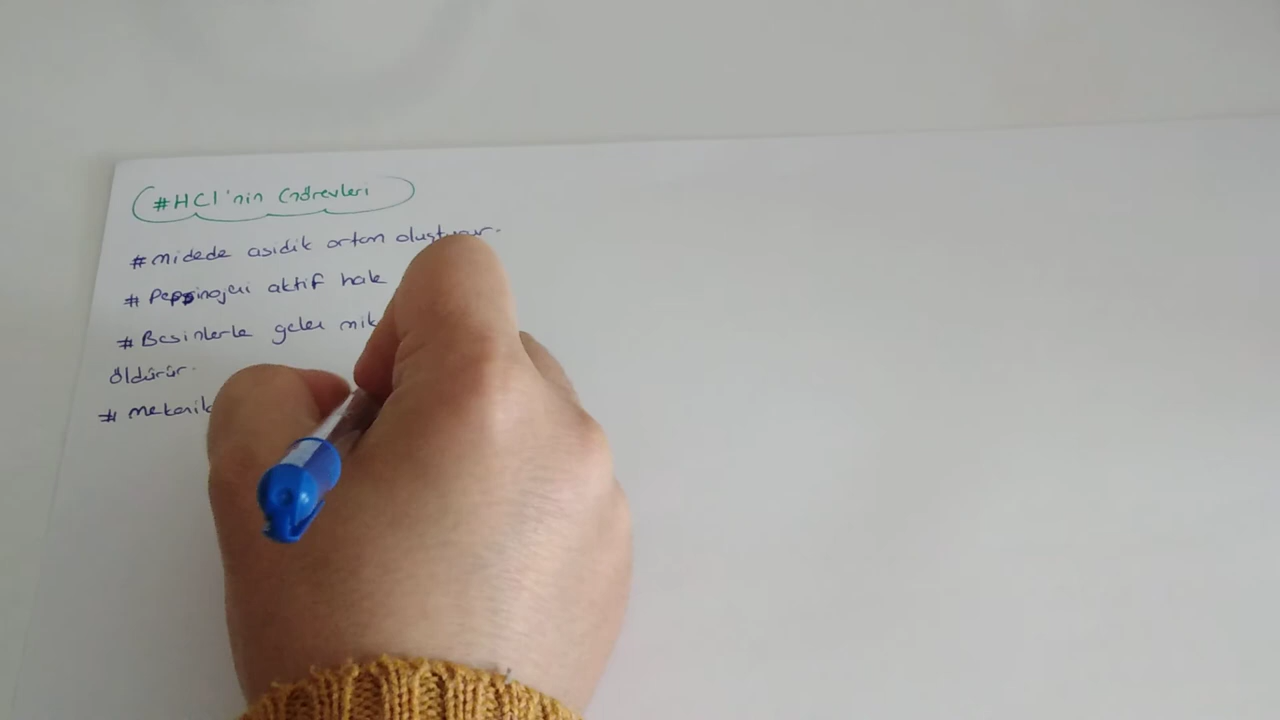 #HCl'nin Görevleri
# midede asidik ortam oluşturur.
# Pepsinojeni aktif hale
# Besinlerle gelen mik
öldürür.
# mekanik